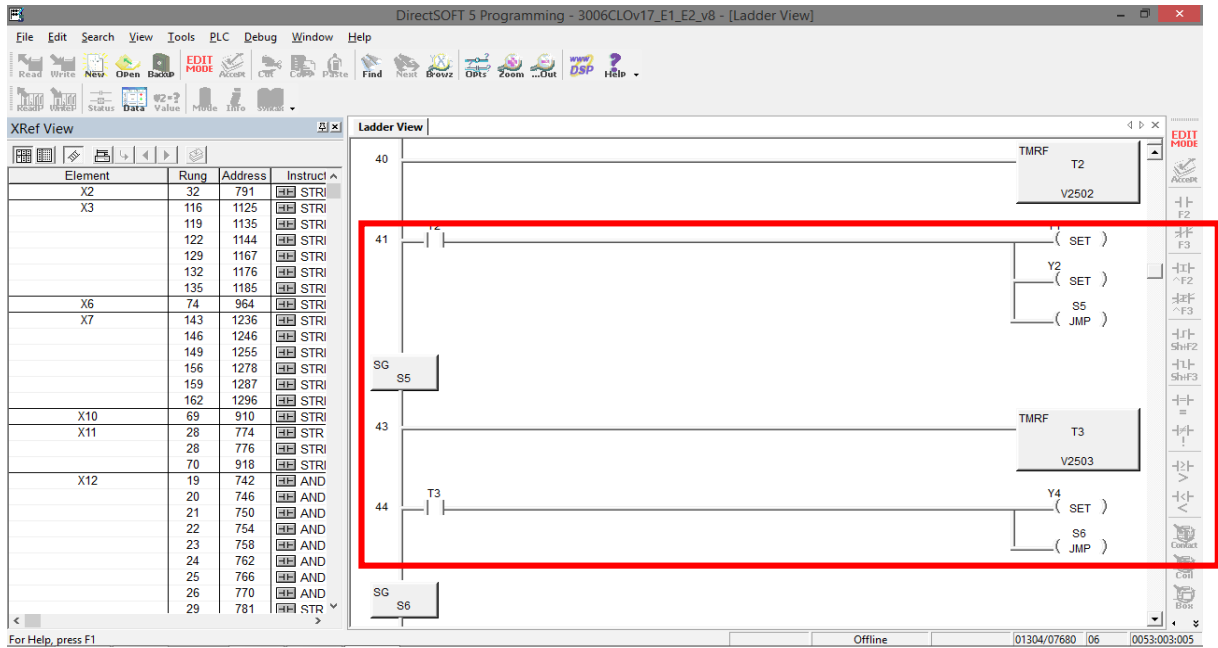 DirectSOFT 5 Programming - 3006CLOv17_E1_E2_v8 - [Ladder View]
File Edit Search View Tools PLC Debug Window Help
Read Write New Open Backup EDIT MODE Accept Cut Copy Paste Find Next Browz Opts Zoom ...Out www DSP Help
ReadP WriteP Status Data Value Mode Info
XRef View
Element Rung Address Instruct
X2 32 791 STRI
X3 116 1125 STRI
119 1135 STRI
122 1144 STRI
129 1167 STRI
132 1176 STRI
135 1185 STRI
X6 74 964 STRI
X7 143 1236 STRI
146 1246 STRI
149 1255 STRI
156 1278 STRI
159 1287 STRI
162 1296 STRI
X10 69 910 STRI
X11 28 774 STR
28 776 STRI
70 918 STRI
X12 19 742 AND
20 746 AND
21 750 AND
22 754 AND
23 758 AND
24 762 AND
25 766 AND
26 770 AND
29 781 STR
Ladder View
40
TMRF
T2
V2502
41
T2
Y1
( SET )
Y2
( SET )
S5
( JMP )
SG
S5
43
TMRF
T3
V2503
44
T3
Y4
( SET )
S6
( JMP )
SG
S6
EDIT
MODE
Accept
F2
F3
^F2
^F3
Sh+F2
Sh+F3
=
!
>
<
Contact
Coil
Box
For Help, press F1
Offline
01304/07680 06 0053:003:005